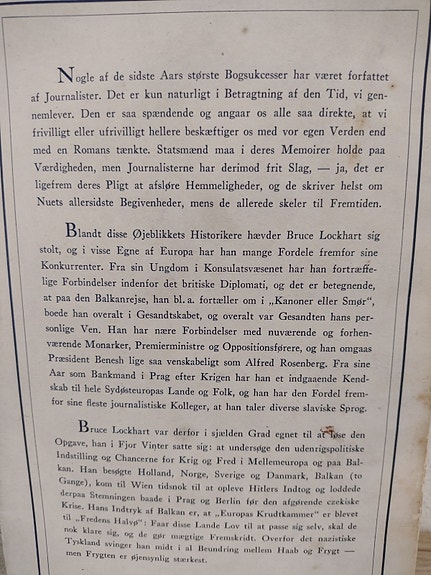 Nogle af de sidste Aars største Bogsukcesser har været forfattet
af Journalister. Det er kun naturligt i Betragtning af den Tid, vi gen-
nemlever. Den er saa spændende og angaar os alle saa direkte, at vi
frivilligt eller ufrivilligt hellere beskæftiger os med vor egen Verden end
med en Romans tænkte. Statsmænd maa i deres Memoirer holde paa
Værdigheden, men Journalisterne har derimod frit Slag, — ja, det er
ligefrem deres Pligt at afsløre Hemmeligheder, og de skriver helst om
Nuets allersidste Begivenheder, mens de allerede skeler til Fremtiden.
Blandt disse Øjeblikkets Historikere hævder Bruce Lockhart sig
stolt, og i visse Egne af Europa har han mange Fordele fremfor sine
Konkurrenter. Fra sin Ungdom i Konsulatsvæsenet har han fortræffe-
lige Forbindelser indenfor det britiske Diplomati, og det er betegnende,
at paa den Balkanrejse, han bl. a. fortæller om i „Kanoner eller Smør“,
boede han overalt i Gesandtskabet, og overalt var Gesandten hans per-
sonlige Ven. Han har nære Forbindelser med nuværende og forhen-
værende Monarker, Premierministre og Oppositionsførere, og han omgaas
Præsident Benesh lige saa venskabeligt som Alfred Rosenberg. Fra sine
Aar som Bankmand i Prag efter Krigen har han et indgaaende Kend-
skab til hele Sydøsteuropas Lande og Folk, og han har den Fordel frem-
for sine fleste journalistiske Kolleger, at han taler diverse slaviske Sprog.
Bruce Lockhart var derfor i sjælden Grad egnet til at løse den
Opgave, han i Fjor Vinter satte sig: at undersøge den udenrigspolitiske
Indstilling og Chancerne for Krig og Fred i Mellemeuropa og paa Bal-
kan. Han besøgte Holland, Norge, Sverige og Danmark, Balkan (to
Gange), kom til Wien tidsnok til at opleve Hitlers Indtog og loddede
derpaa Stemningen baade i Prag og Berlin før den afgørende czekiske
Krise. Hans Indtryk af Balkan er, at „Europas Krudtkammer“ er blevet
til „Fredens Halvø“: Faar disse Lande Lov til at passe sig selv, skal de
nok klare sig, og de gør mægtige Fremskridt. Overfor det nazistiske
Tyskland svinger han midt i al Beundring mellem Haab og Frygt —
men Frygten er øjensynlig stærkest.